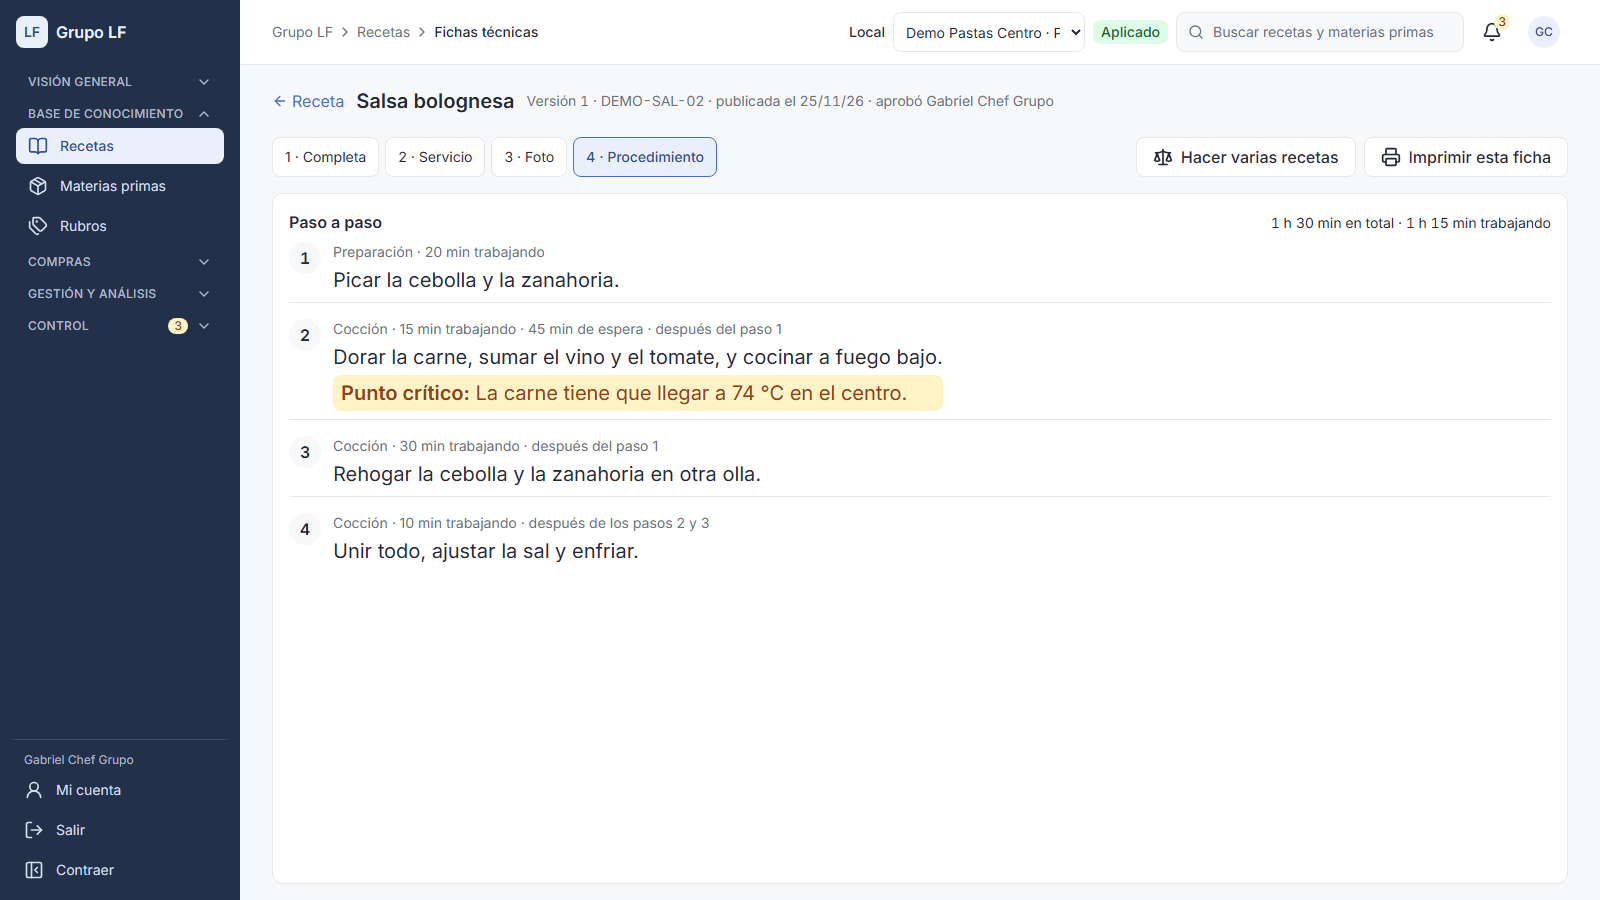 LF Grupo LF
VISIÓN GENERAL
BASE DE CONOCIMIENTO
Recetas
Materias primas
Rubros
COMPRAS
GESTIÓN Y ANÁLISIS
CONTROL 3
Gabriel Chef Grupo
Mi cuenta
Salir
Contraer
Grupo LF > Recetas > Fichas técnicas
Local Demo Pastas Centro · F Aplicado Buscar recetas y materias primas 3 GC
← Receta Salsa bolognesa Versión 1 · DEMO-SAL-02 · publicada el 25/11/26 · aprobó Gabriel Chef Grupo
1 · Completa 2 · Servicio 3 · Foto 4 · Procedimiento Hacer varias recetas Imprimir esta ficha
Paso a paso 1 h 30 min en total · 1 h 15 min trabajando
1 Preparación · 20 min trabajando
Picar la cebolla y la zanahoria.
2 Cocción · 15 min trabajando · 45 min de espera · después del paso 1
Dorar la carne, sumar el vino y el tomate, y cocinar a fuego bajo.
Punto crítico: La carne tiene que llegar a 74 °C en el centro.
3 Cocción · 30 min trabajando · después del paso 1
Rehogar la cebolla y la zanahoria en otra olla.
4 Cocción · 10 min trabajando · después de los pasos 2 y 3
Unir todo, ajustar la sal y enfriar.